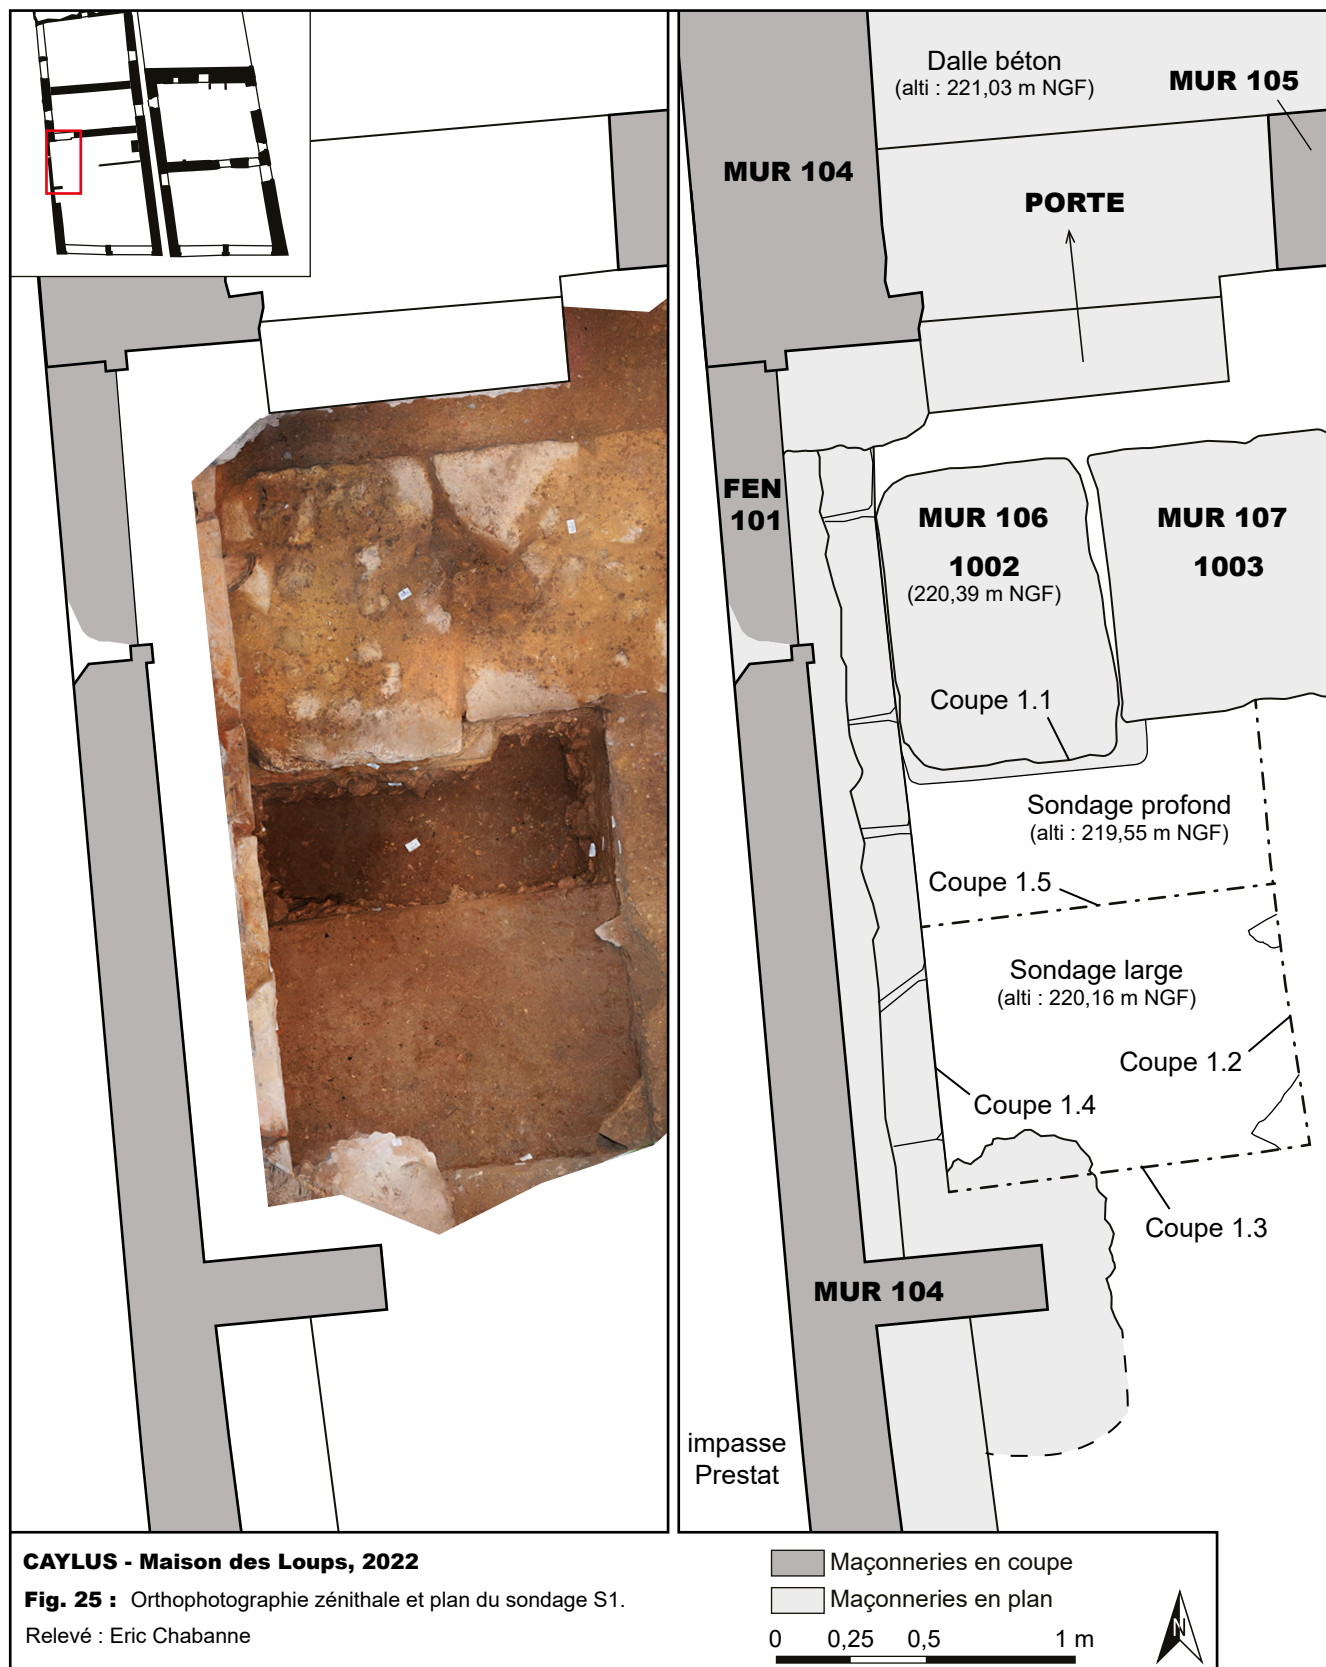 Dalle béton
(alti : 221,03 m NGF)
MUR 105
MUR 104
PORTE
FEN
101
MUR 106
1002
(220,39 m NGF)
MUR 107
1003
Coupe 1.1
Sondage profond
(alti : 219,55 m NGF)
Coupe 1.5
Sondage large
(alti : 220,16 m NGF)
Coupe 1.2
Coupe 1.4
Coupe 1.3
MUR 104
impasse
Prestat
CAYLUS - Maison des Loups, 2022
Fig. 25 : Orthophotographie zénithale et plan du sondage S1.
Relevé : Eric Chabanne
Maçonneries en coupe
Maçonneries en plan
0 0,25 0,5 1 m
N